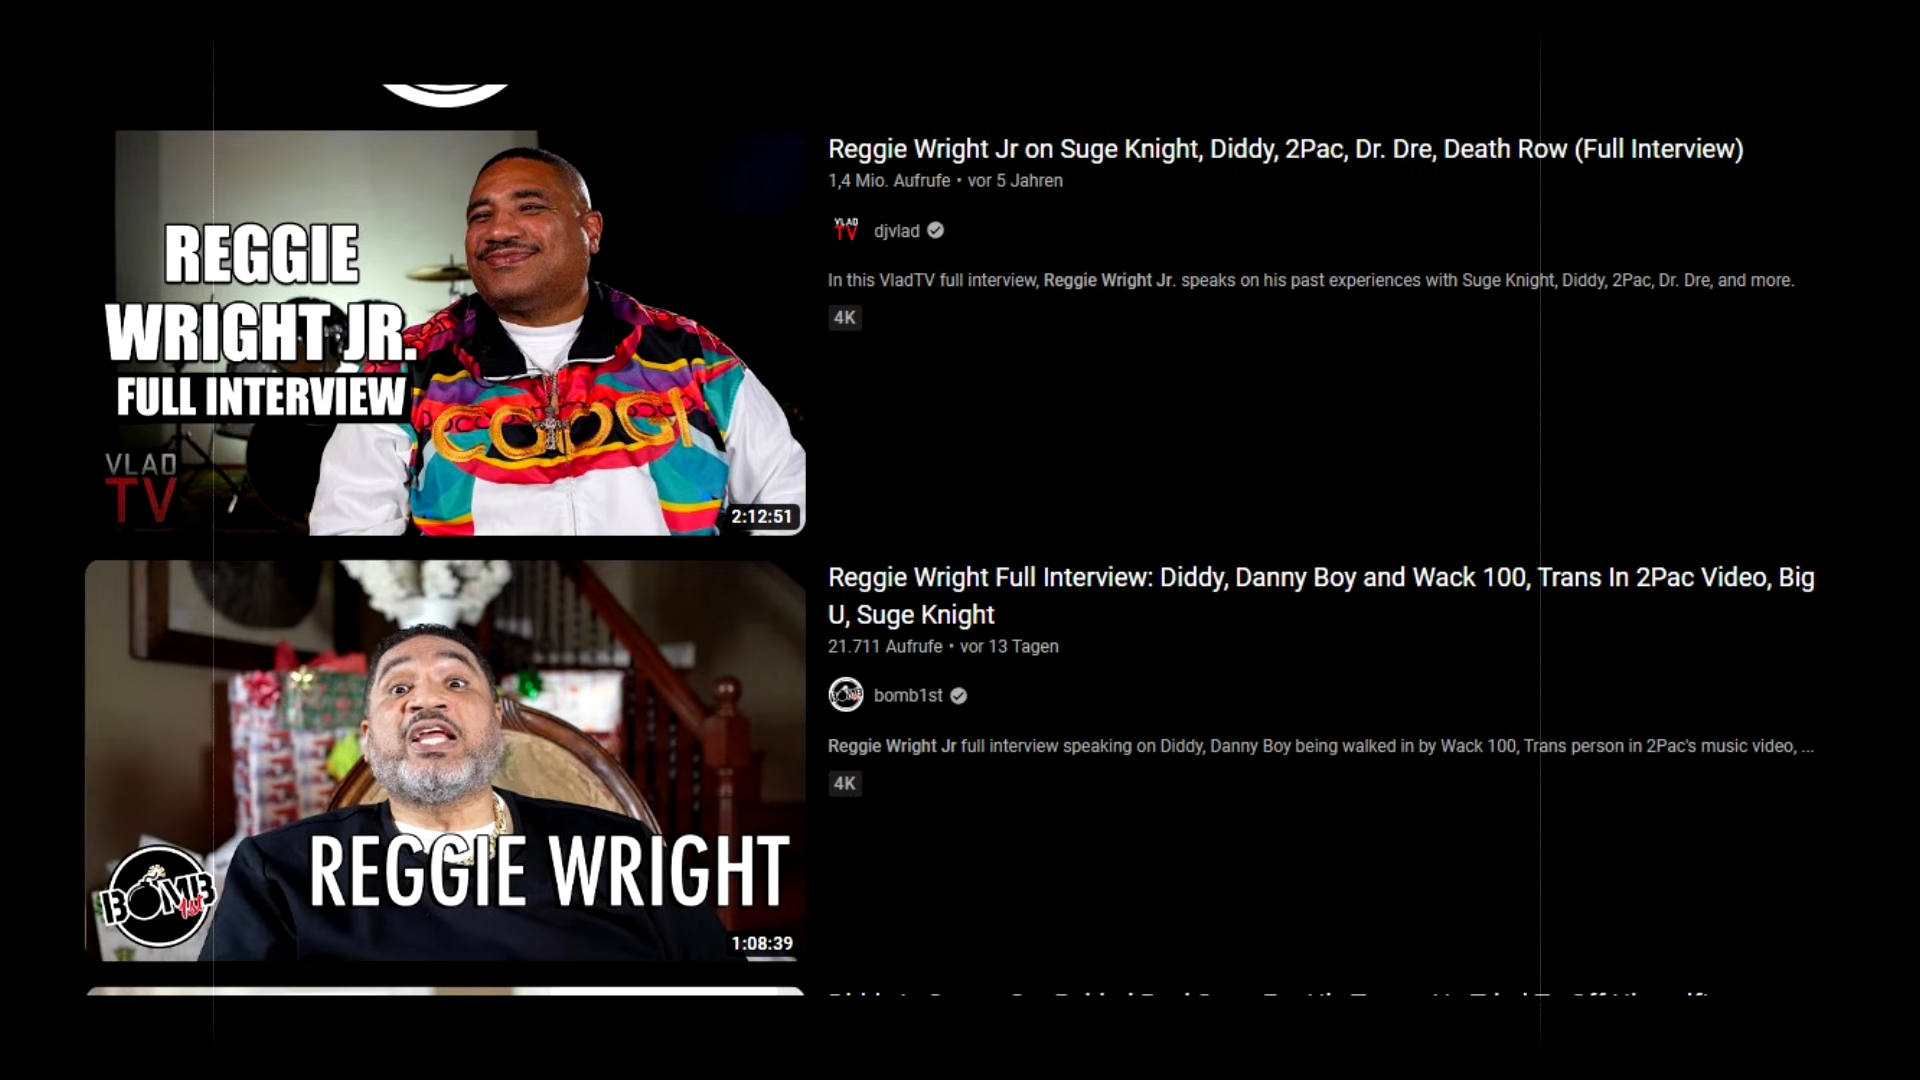 REGGIE
WRIGHT JR.
FULL INTERVIEW
VLAD
TV
2:12:51
Reggie Wright Jr on Suge Knight, Diddy, 2Pac, Dr. Dre, Death Row (Full Interview)
1,4 Mio. Aufrufe • vor 5 Jahren
VLAD
TV
djvlad
In this VladTV full interview, Reggie Wright Jr. speaks on his past experiences with Suge Knight, Diddy, 2Pac, Dr. Dre, and more.
4K
BOMB
1st
REGGIE WRIGHT
1:08:39
Reggie Wright Full Interview: Diddy, Danny Boy and Wack 100, Trans In 2Pac Video, Big
U, Suge Knight
21.711 Aufrufe • vor 13 Tagen
BOMB
bomb1st
Reggie Wright Jr full interview speaking on Diddy, Danny Boy being walked in by Wack 100, Trans person in 2Pac's music video, ...
4K